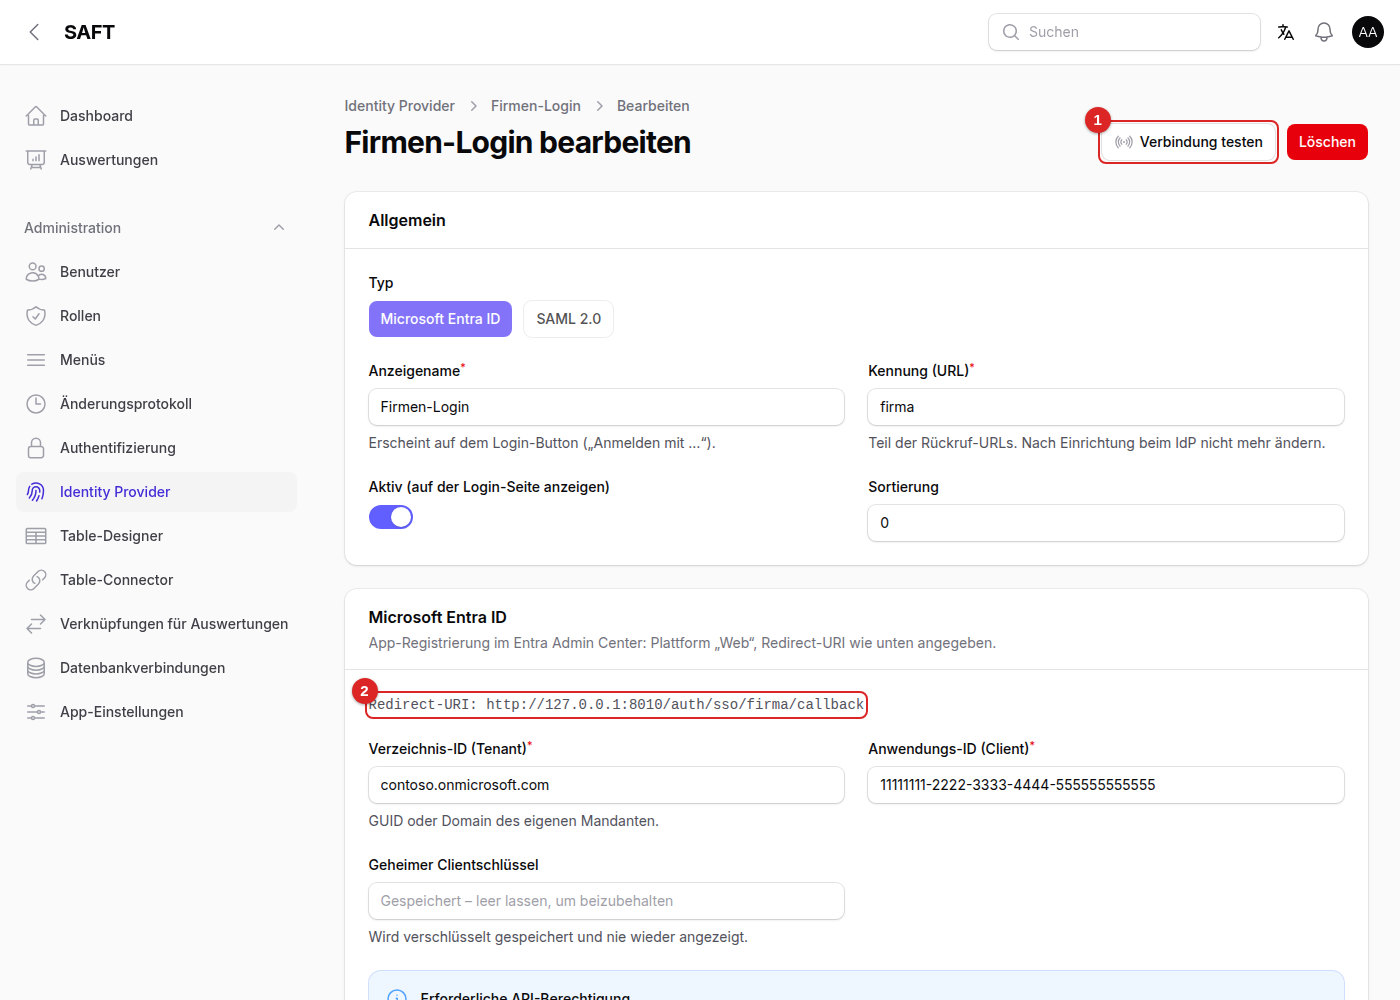 SAFT
Suchen
AA
Dashboard
Auswertungen
Administration
Benutzer
Rollen
Menüs
Änderungsprotokoll
Authentifizierung
Identity Provider
Table-Designer
Table-Connector
Verknüpfungen für Auswertungen
Datenbankverbindungen
App-Einstellungen
Identity Provider > Firmen-Login > Bearbeiten
Firmen-Login bearbeiten
1
Verbindung testen
Löschen
Allgemein
Typ
Microsoft Entra ID
SAML 2.0
Anzeigename*
Firmen-Login
Erscheint auf dem Login-Button („Anmelden mit ...“).
Kennung (URL)*
firma
Teil der Rückruf-URLs. Nach Einrichtung beim IdP nicht mehr ändern.
Aktiv (auf der Login-Seite anzeigen)
Sortierung
0
Microsoft Entra ID
App-Registrierung im Entra Admin Center: Plattform „Web“, Redirect-URI wie unten angegeben.
2
Redirect-URI: http://127.0.0.1:8010/auth/sso/firma/callback
Verzeichnis-ID (Tenant)*
contoso.onmicrosoft.com
GUID oder Domain des eigenen Mandanten.
Anwendungs-ID (Client)*
11111111-2222-3333-4444-555555555555
Geheimer Clientschlüssel
Gespeichert – leer lassen, um beizubehalten
Wird verschlüsselt gespeichert und nie wieder angezeigt.
Erforderliche API-Berechtigung